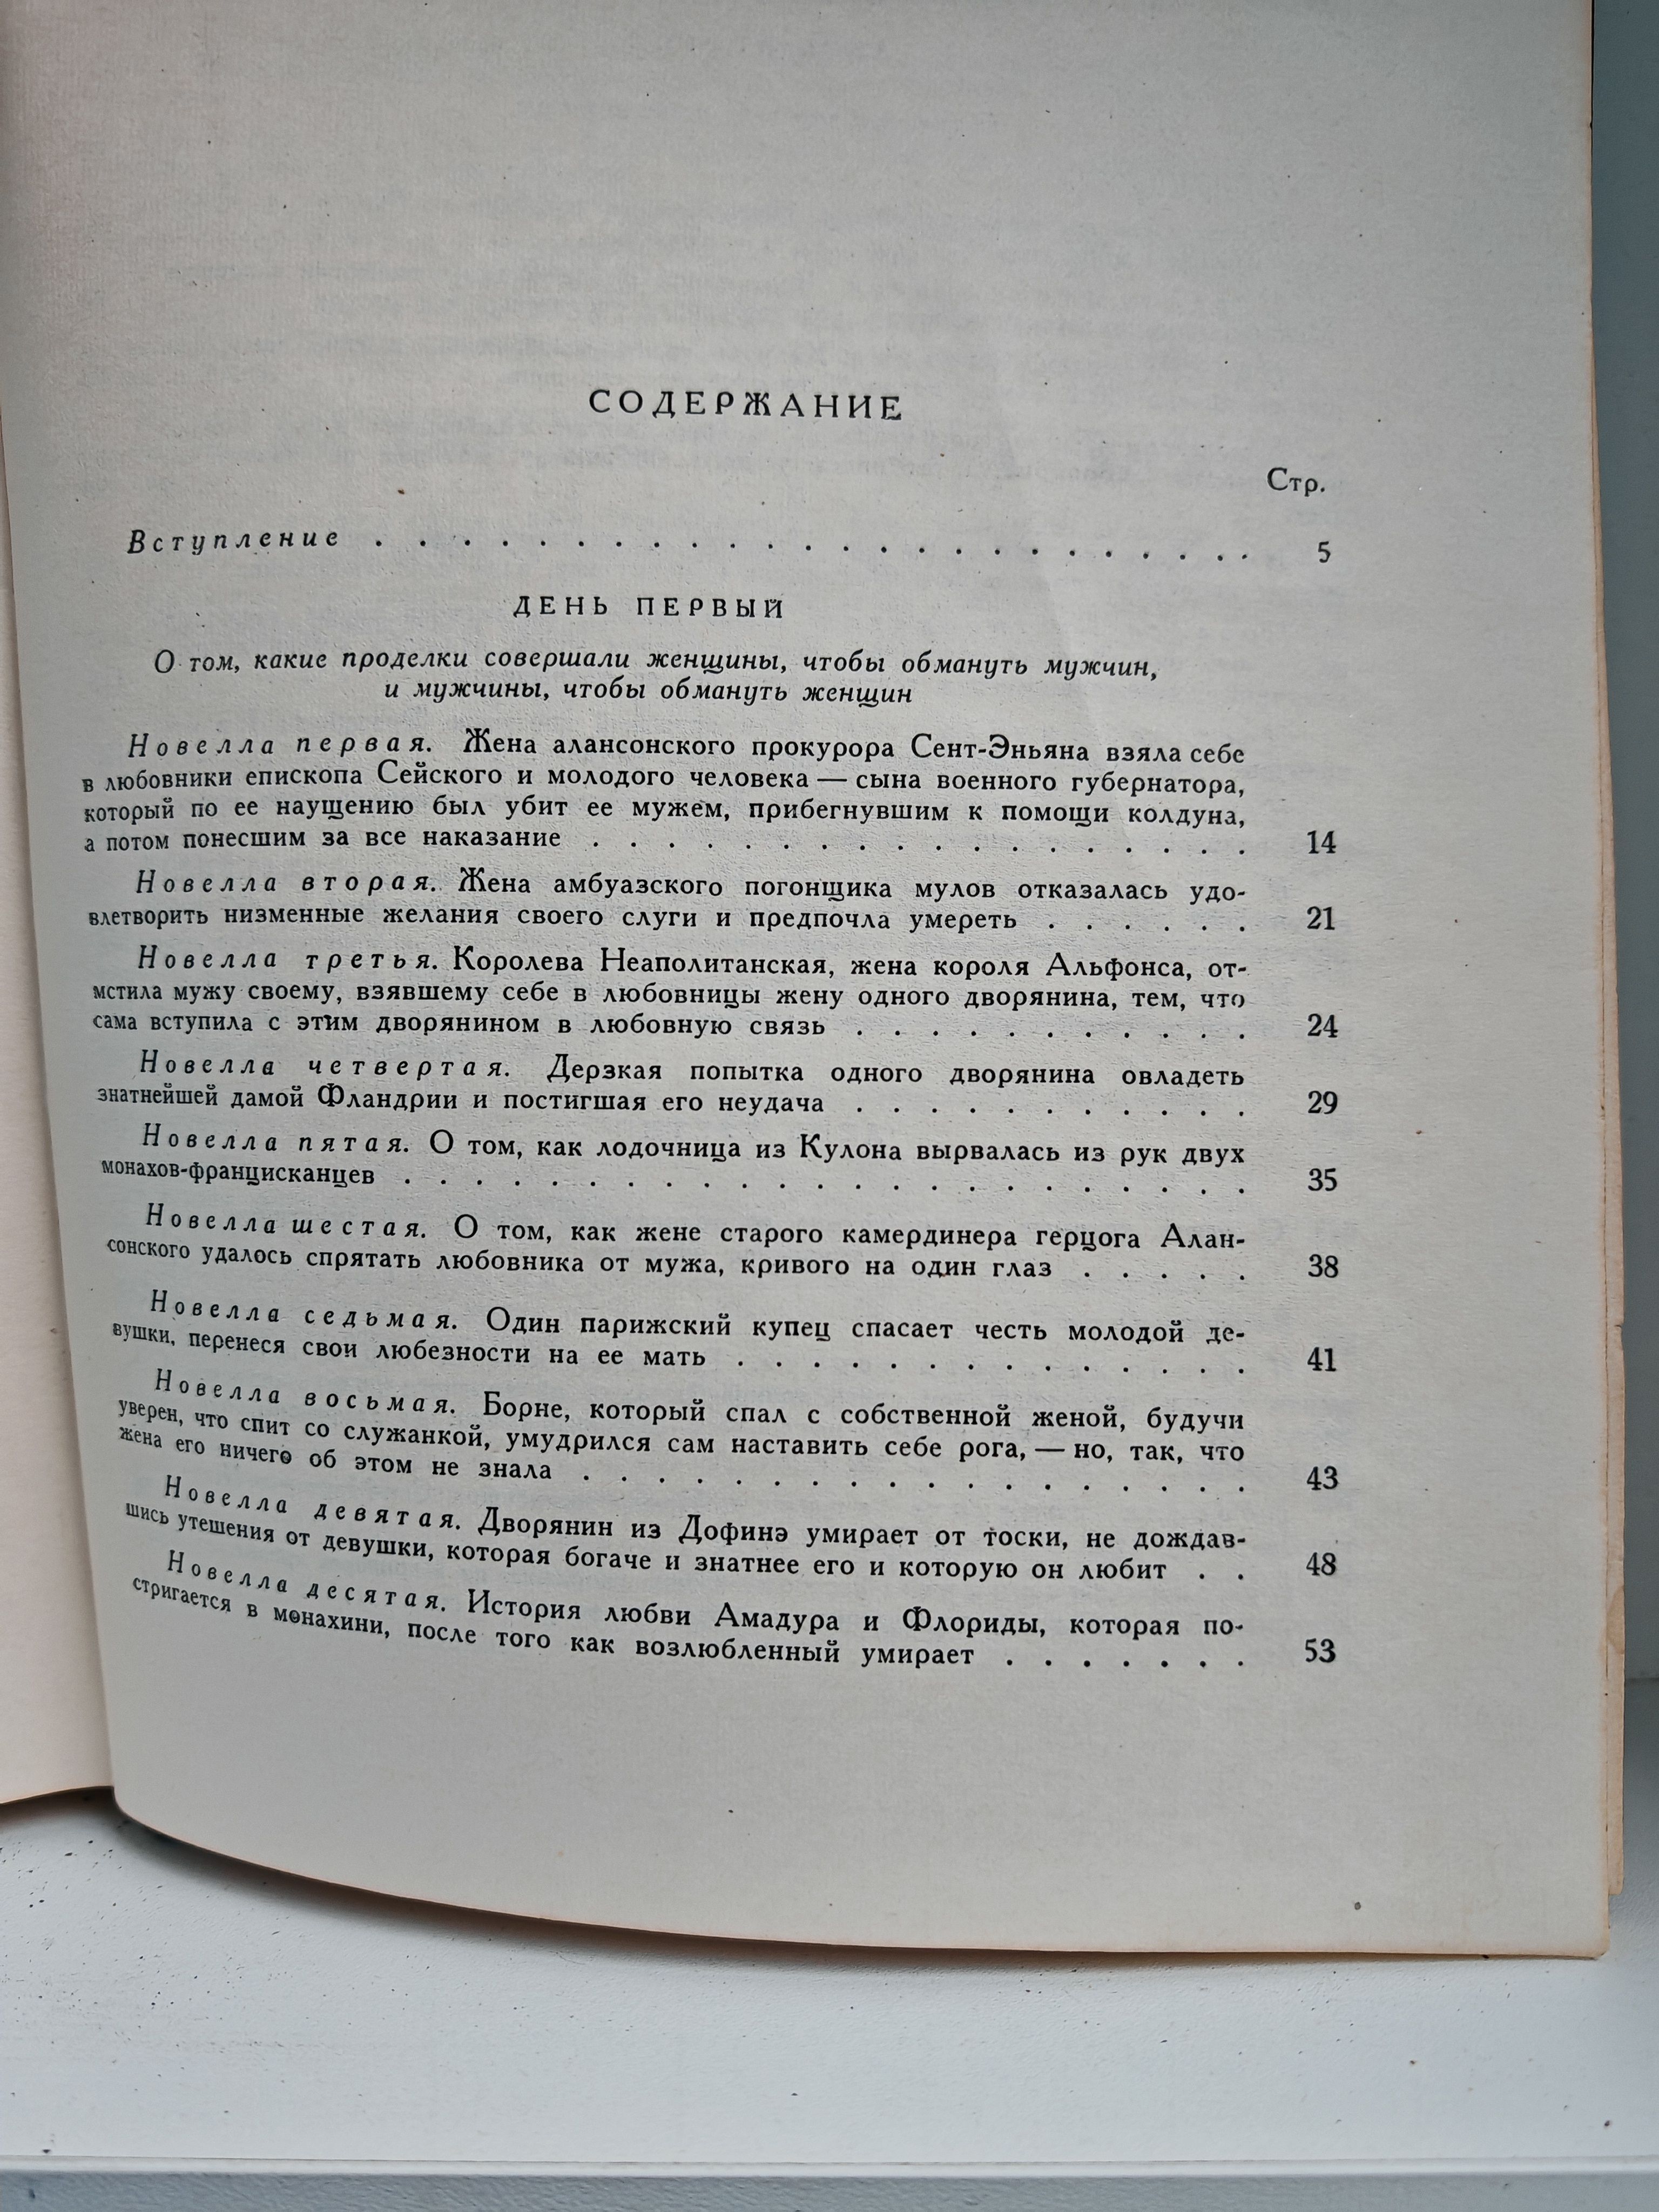 СОДЕРЖАНИЕ
Стр.
Вступление . . . . . . . . . . . . . . . . . . . . . . . . 5
ДЕНЬ ПЕРВЫЙ
О том, какие проделки совершали женщины, чтобы обмануть мужчин,
и мужчины, чтобы обмануть женщин
Новелла первая. Жена алансонского прокурора Сент-Эньяна взяла себе
в любовники епископа Сейского и молодого человека — сына военного губернатора,
который по ее наущению был убит ее мужем, прибегнувшим к помощи колдуна,
а потом понесшим за все наказание . . . . . . . . . . . . . . . . . . 14
Новелла вторая. Жена амбуазского погонщика мулов отказалась удо-
влетворить низменные желания своего слуги и предпочла умереть . . . . . . 21
Новелла третья. Королева Неаполитанская, жена короля Альфонса, от-
мстила мужу своему, взявшему себе в любовницы жену одного дворянина, тем, что
сама вступила с этим дворянином в любовную связь . . . . . . . . . . . 24
Новелла четвертая. Дерзкая попытка одного дворянина овладеть
знатнейшей дамой Фландрии и постигшая его неудача . . . . . . . . . . . 29
Новелла пятая. О том, как лодочница из Кулона вырвалась из рук двух
монахов-францисканцев . . . . . . . . . . . . . . . . . . . . . . . 35
Новелла шестая. О том, как жене старого камердинера герцога Алан-
сонского удалось спрятать любовника от мужа, кривого на один глаз . . . . . 38
Новелла седьмая. Один парижский купец спасает честь молодой де-
вушки, перенеся свои любезности на ее мать . . . . . . . . . . . . . . 41
Новелла восьмая. Борне, который спал с собственной женой, будучи
уверен, что спит со служанкой, умудрился сам наставить себе рога, — но, так, что
жена его ничего об этом не знала . . . . . . . . . . . . . . . . . . 43
Новелла девятая. Дворянин из Дофинэ умирает от тоски, не дождав-
шись утешения от девушки, которая богаче и знатнее его и которую он любит . . 48
Новелла десятая. История любви Амадура и Флориды, которая по-
стригается в монахини, после того как возлюбленный умирает . . . . . . . 53